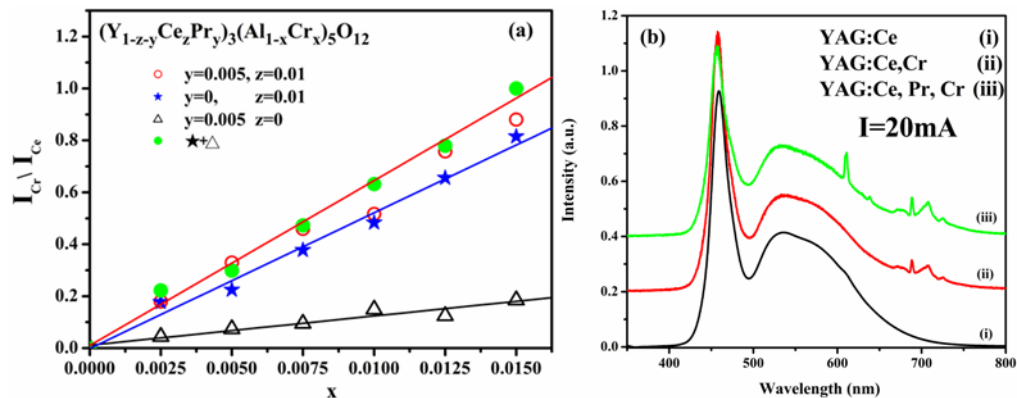 (Y1-z-yCezPry)3(Al1-xCrx)5O12 (a)
y=0.005, z=0.01
y=0, z=0.01
y=0.005 z=0
★+△
1.2
1.0
0.8
0.6
0.4
0.2
0.0
ICr\ ICe
0.0000 0.0025 0.0050 0.0075 0.0100 0.0125 0.0150
x
(b)
YAG:Ce (i)
YAG:Ce,Cr (ii)
YAG:Ce, Pr, Cr (iii)
I=20mA
(iii)
(ii)
(i)
1.2
1.0
0.8
0.6
0.4
0.2
0.0
Intensity (a.u.)
400 500 600 700 800
Wavelength (nm)